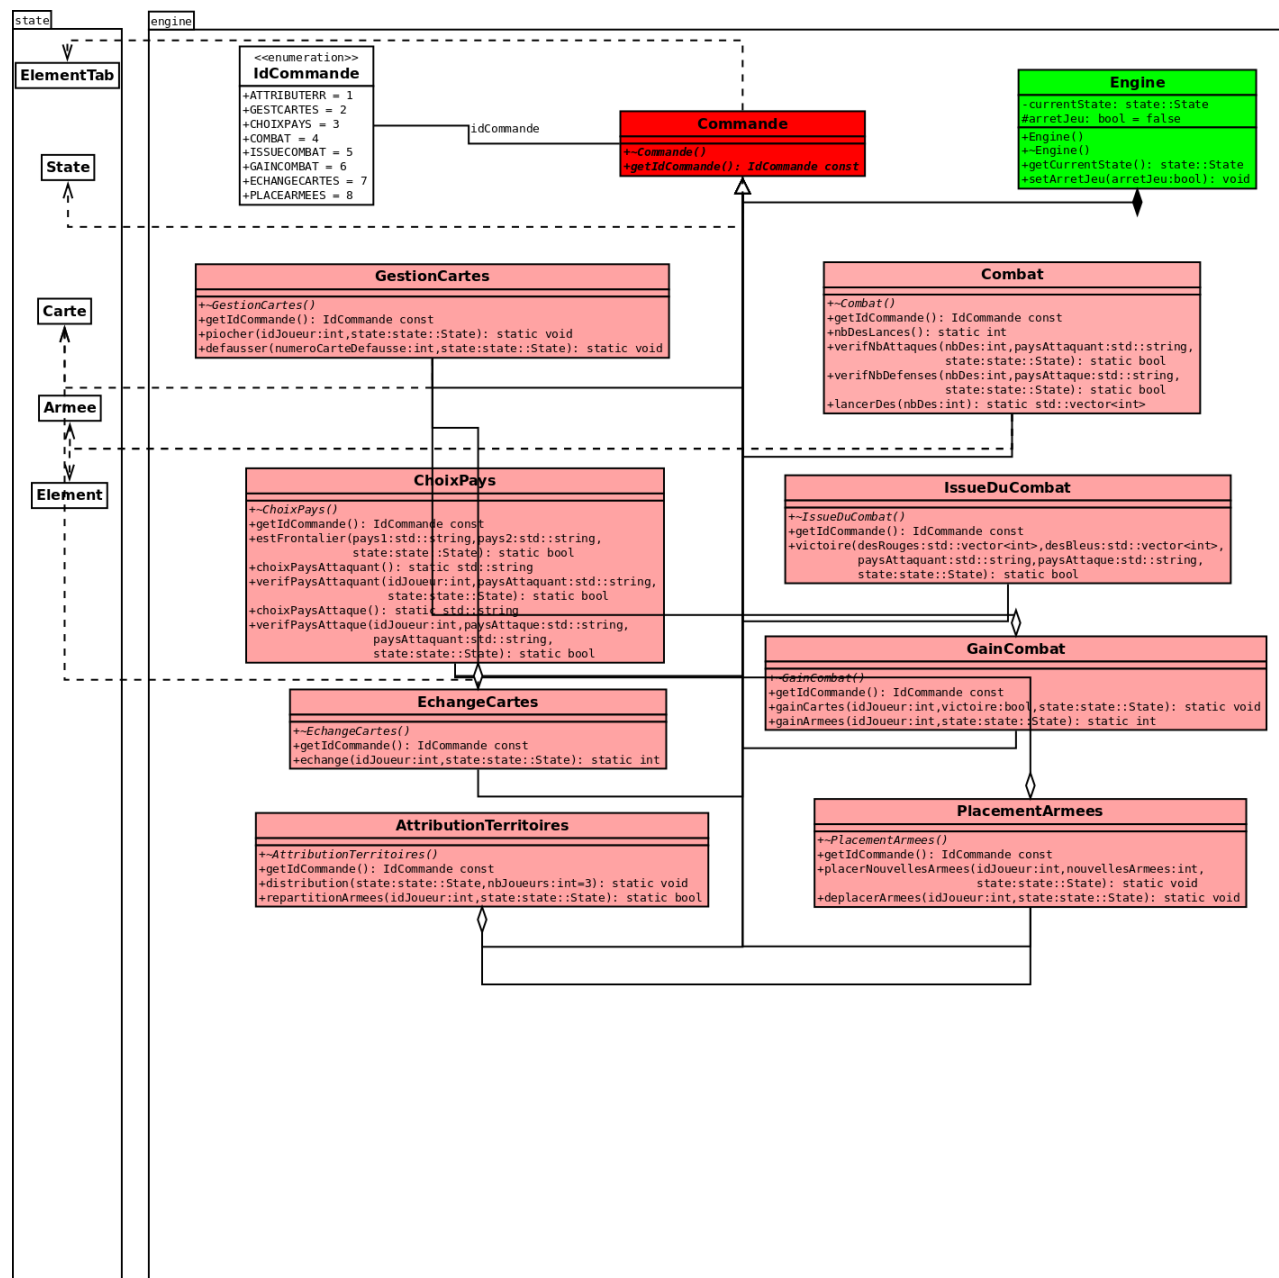 state
engine
ElementTab
State
Carte
Armee
Element
<<enumeration>>
IdCommande
+ATTRIBUTERR = 1
+GESTCARTES = 2
+CHOIXPAYS = 3
+COMBAT = 4
+ISSUECOMBAT = 5
+GAINCOMBAT = 6
+ECHANGECARTES = 7
+PLACEARMEES = 8
idCommande
Commande
+~Commande()
+getIdCommande(): IdCommande const
Engine
-currentState: state::State
#arretJeu: bool = false
+Engine()
+~Engine()
+getCurrentState(): state::State
+setArretJeu(arretJeu:bool): void
GestionCartes
+~GestionCartes()
+getIdCommande(): IdCommande const
+piocher(idJoueur:int,state:state::State): static void
+defausser(numeroCarteDefausse:int,state:state::State): static void
Combat
+~Combat()
+getIdCommande(): IdCommande const
+nbDesLances(): static int
+verifNbAttaques(nbDes:int,paysAttaquant:std::string,
state:state::State): static bool
+verifNbDefenses(nbDes:int,paysAttaque:std::string,
state:state::State): static bool
+lancerDes(nbDes:int): static std::vector<int>
ChoixPays
+~ChoixPays()
+getIdCommande(): IdCommande const
+estFrontalier(pays1:std::string,pays2:std::string,
state:state::State): static bool
+choixPaysAttaquant(): static std::string
+verifPaysAttaquant(idJoueur:int,paysAttaquant:std::string,
state:state::State): static bool
+choixPaysAttaque(): static std::string
+verifPaysAttaque(idJoueur:int,paysAttaque:std::string,
paysAttaquant:std::string,
state:state::State): static bool
IssueDuCombat
+~IssueDuCombat()
+getIdCommande(): IdCommande const
+victoire(desRouges:std::vector<int>,desBleus:std::vector<int>,
paysAttaquant:std::string,paysAttaque:std::string,
state:state::State): static bool
GainCombat
+~GainCombat()
+getIdCommande(): IdCommande const
+gainCartes(idJoueur:int,victoire:bool,state:state::State): static void
+gainArmees(idJoueur:int,state:state::State): static int
EchangeCartes
+~EchangeCartes()
+getIdCommande(): IdCommande const
+echange(idJoueur:int,state:state::State): static int
AttributionTerritoires
+~AttributionTerritoires()
+getIdCommande(): IdCommande const
+distribution(state:state::State,nbJoueurs:int=3): static void
+repartitionArmees(idJoueur:int,state:state::State): static bool
PlacementArmees
+~PlacementArmees()
+getIdCommande(): IdCommande const
+placerNouvellesArmees(idJoueur:int,nouvellesArmees:int,
state:state::State): static void
+deplacerArmees(idJoueur:int,state:state::State): static void